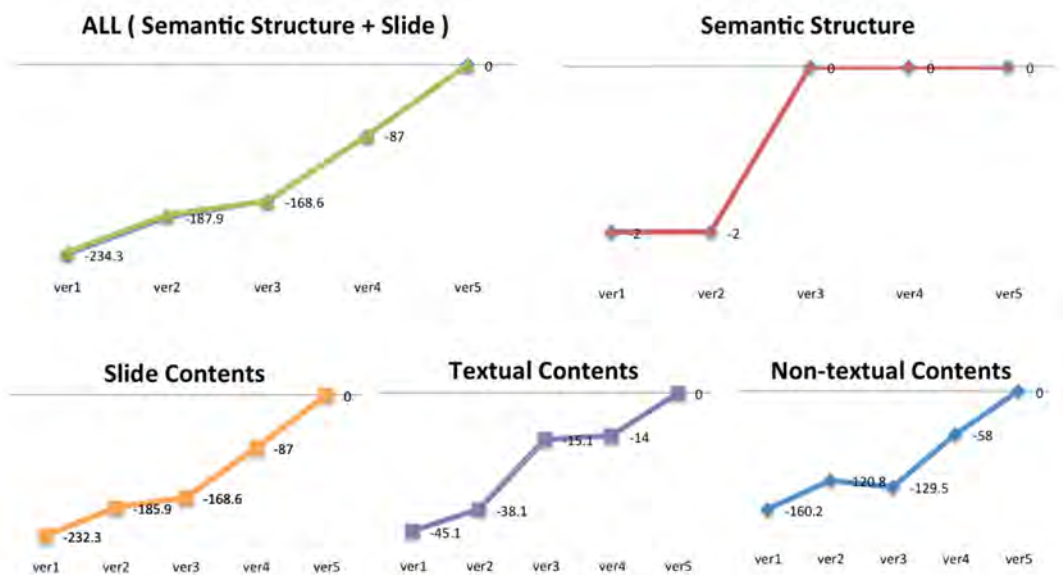 ALL ( Semantic Structure + Slide )
0
-87
-168.6
-187.9
-234.3
ver1 ver2 ver3 ver4 ver5
Semantic Structure
0 0 0
-2 -2
ver1 ver2 ver3 ver4 ver5
Slide Contents
0
-87
-168.6
-185.9
-232.3
ver1 ver2 ver3 ver4 ver5
Textual Contents
0
-15.1 -14
-38.1
-45.1
ver1 ver2 ver3 ver4 ver5
Non-textual Contents
0
-58
-120.8 -129.5
-160.2
ver1 ver2 ver3 ver4 ver5